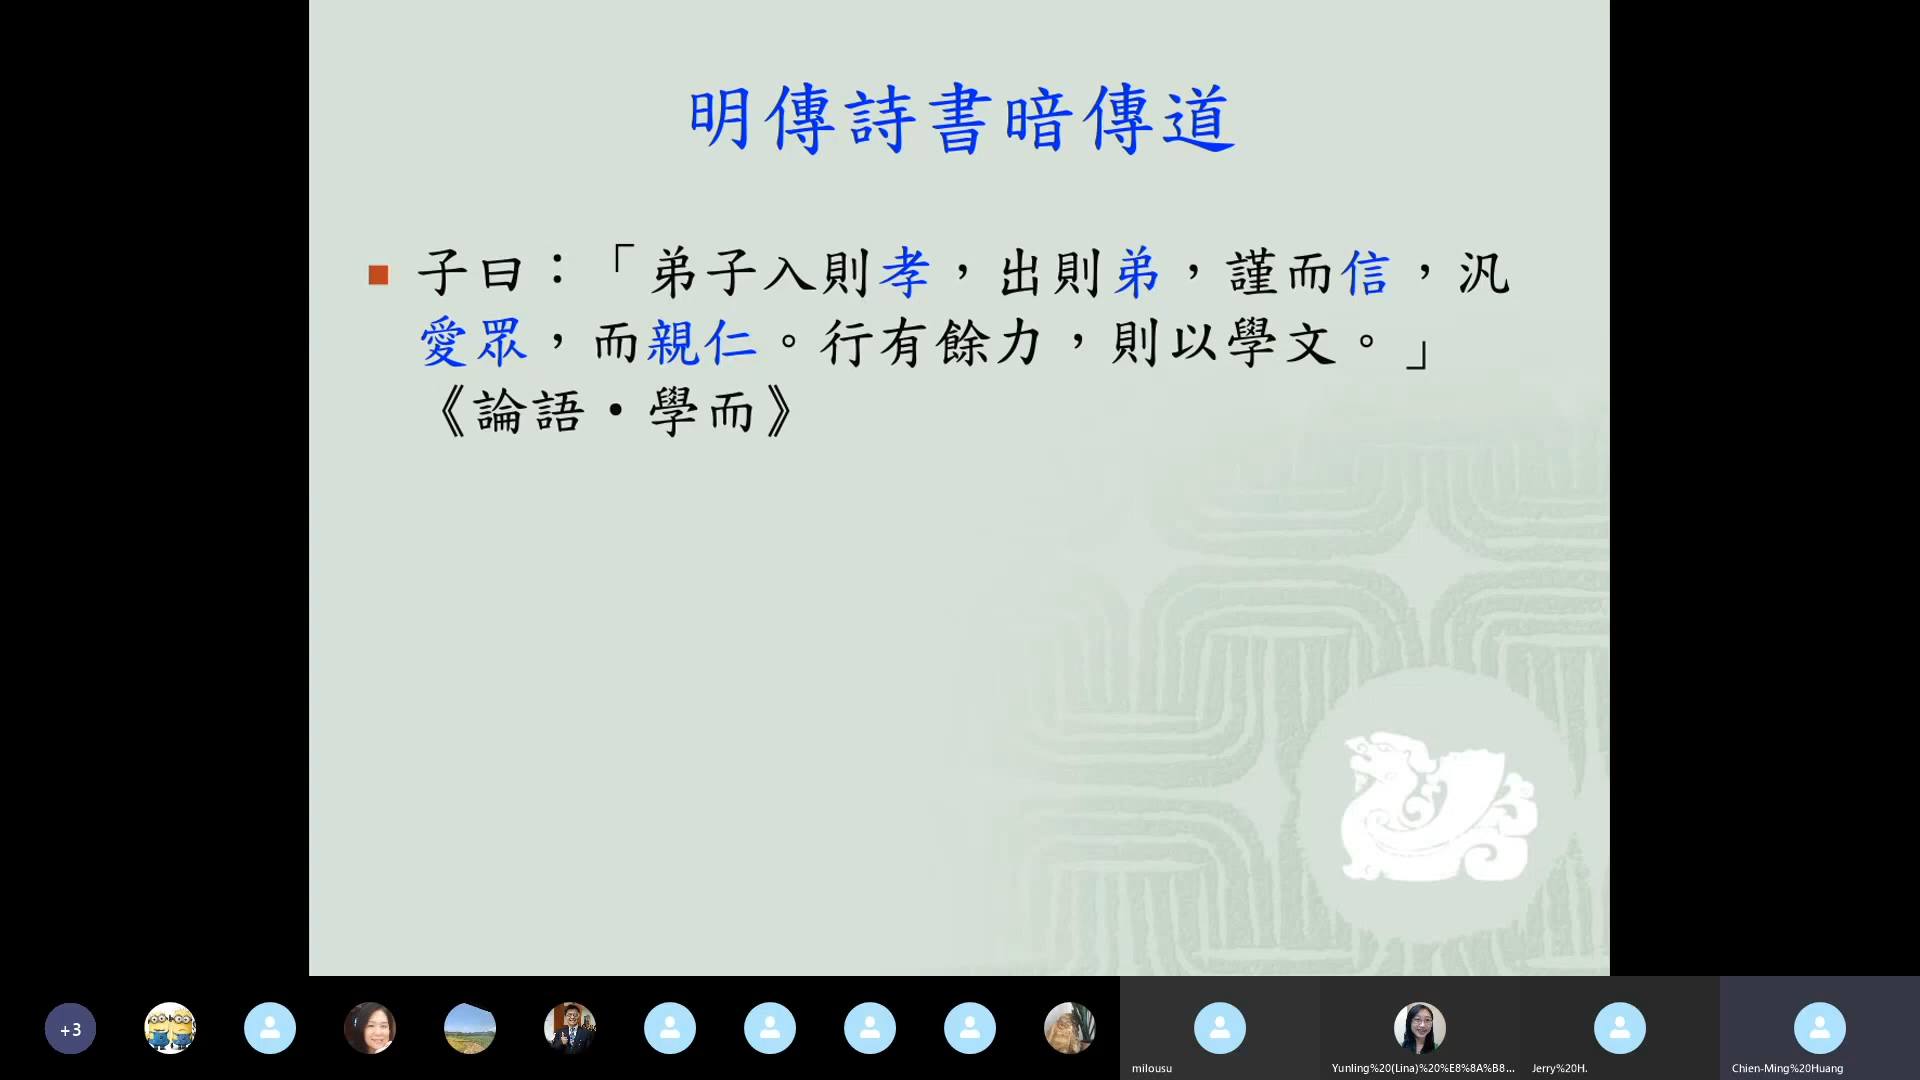 明傳詩書暗傳道
子曰：「弟子入則孝，出則弟，謹而信，汎
愛眾，而親仁。行有餘力，則以學文。」
《論語‧學而》
+3
milousu
Yunling%20(Lina)%20%E8%8A%B8...
Jerry%20H.
Chien-Ming%20Huang